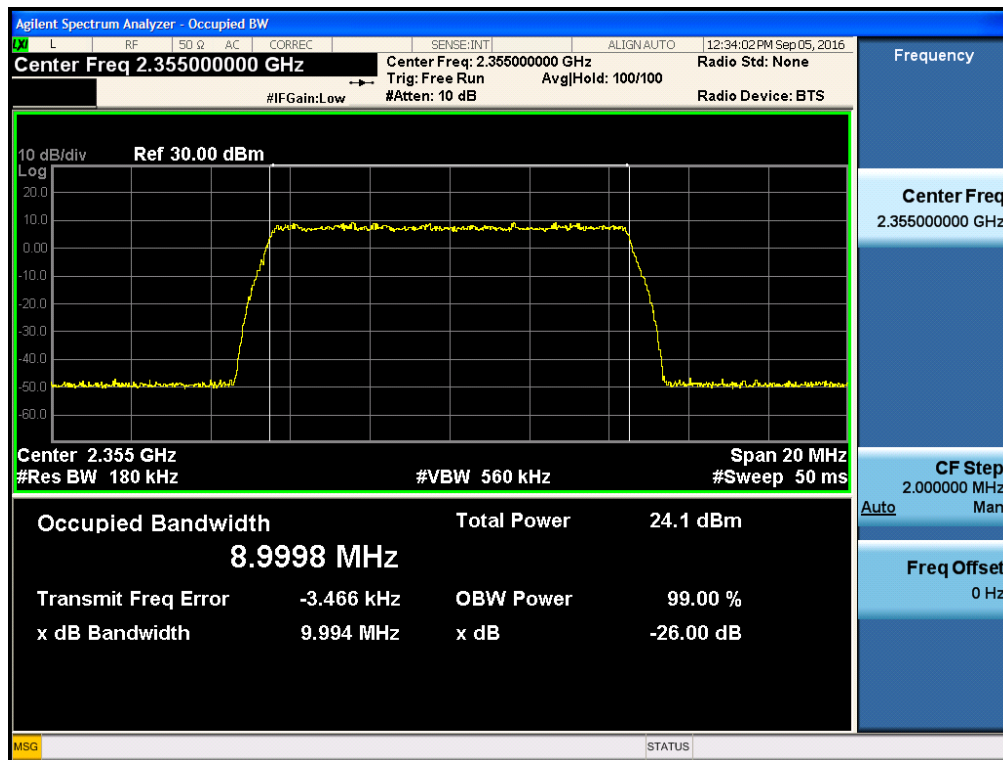 Agilent Spectrum Analyzer - Occupied BW
LXI L RF 50 Ω AC CORREC SENSE:INT ALIGN AUTO 12:34:02 PM Sep 05, 2016
Center Freq 2.355000000 GHz
Center Freq: 2.355000000 GHz
Radio Std: None
Trig: Free Run Avg|Hold: 100/100
#IFGain:Low
#Atten: 10 dB
Radio Device: BTS
10 dB/div Ref 30.00 dBm
Log
20.0
10.0
0.00
-10.0
-20.0
-30.0
-40.0
-50.0
-60.0
Center 2.355 GHz Span 20 MHz
#Res BW 180 kHz #VBW 560 kHz #Sweep 50 ms
Occupied Bandwidth
8.9998 MHz
Total Power 24.1 dBm
Transmit Freq Error -3.466 kHz OBW Power 99.00 %
x dB Bandwidth 9.994 MHz x dB -26.00 dB
Frequency
Center Freq
2.355000000 GHz
CF Step
2.000000 MHz
Auto Man
Freq Offset
0 Hz
MSG STATUS